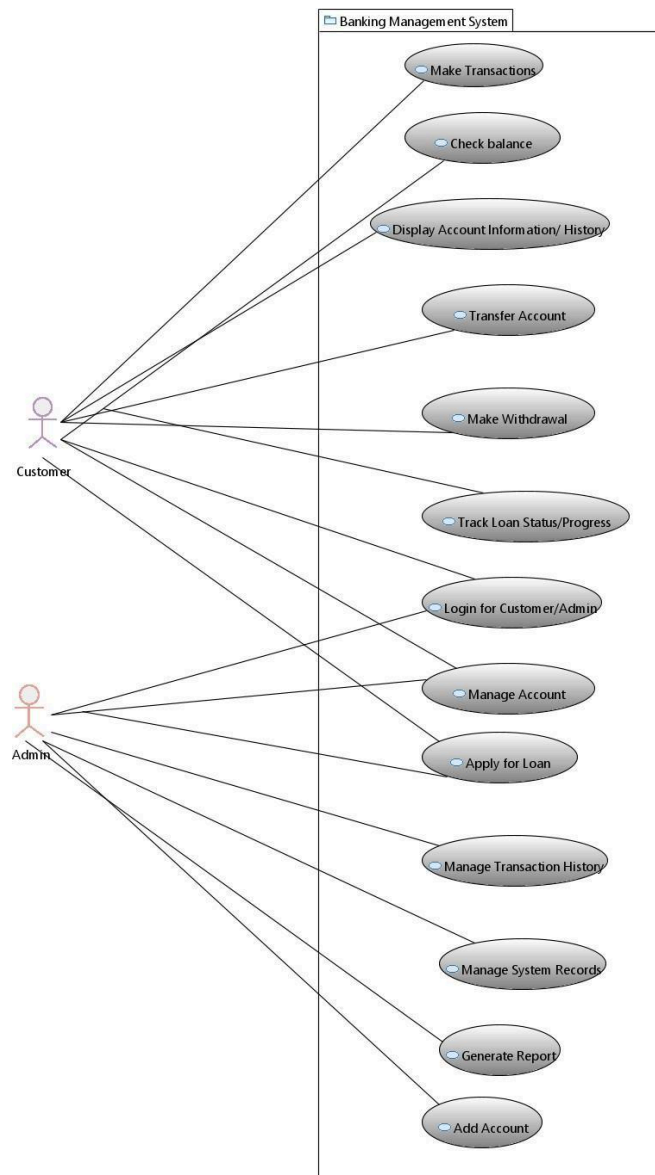 Banking Management System
Make Transactions
Check balance
Display Account Information/ History
Transfer Account
Make Withdrawal
Customer
Track Loan Status/Progress
Login for Customer/Admin
Manage Account
Admin
Apply for Loan
Manage Transaction History
Manage System Records
Generate Report
Add Account